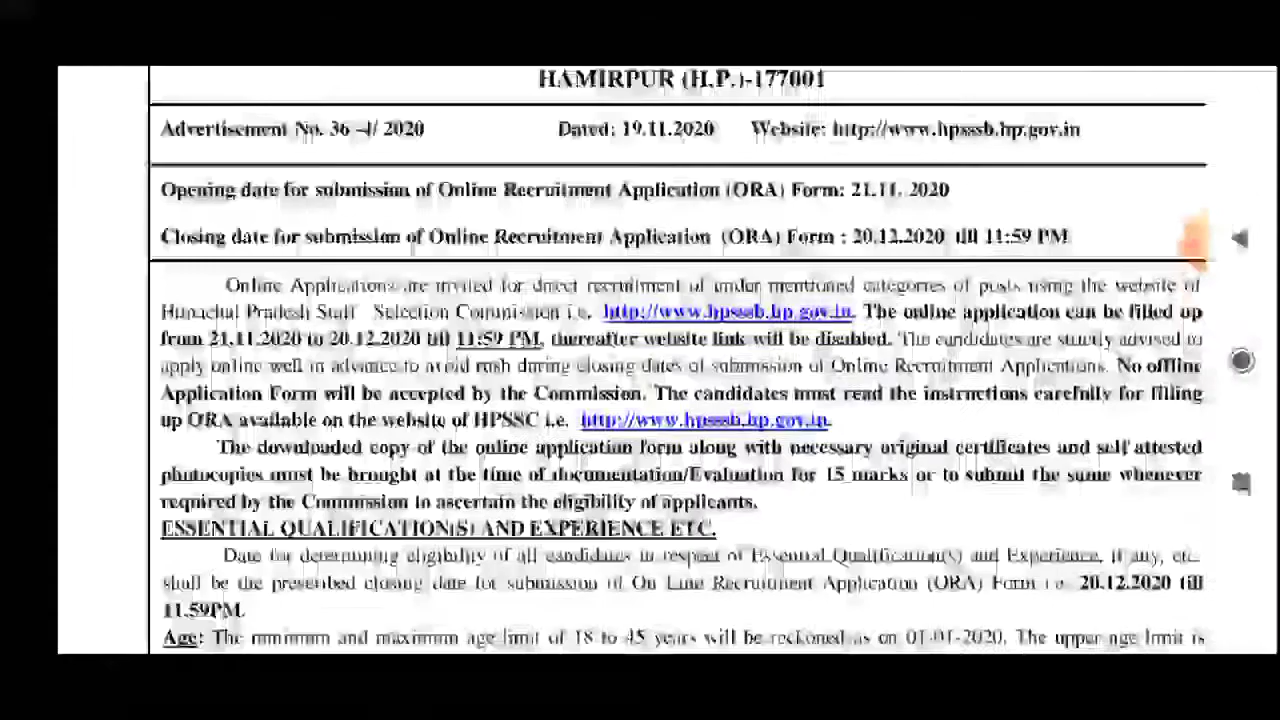 HAMIRPUR (H.P.)-177001
Advertisement No. 36 -4/ 2020 Dated: 19.11.2020 Website: http://www.hpsssb.hp.gov.in
Opening date for submission of Online Recruitment Application (ORA) Form: 21.11. 2020
Closing date for submission of Online Recruitment Application (ORA) Form : 20.12.2020 till 11:59 PM
Online Applications are invited for direct recruitment of under mentioned categories of posts using the website of
Himachal Pradesh Staff Selection Commission i.e. http://www.hpsssb.hp.gov.in. The online application can be filled up
from 21.11.2020 to 20.12.2020 till 11:59 PM, thereafter website link will be disabled. The candidates are strictly advised to
apply online well in advance to avoid rush during closing dates of submission of Online Recruitment Applications. No offline
Application Form will be accepted by the Commission. The candidates must read the instructions carefully for filling
up ORA available on the website of HPSSC i.e. http://www.hpsssb.hp.gov.in.
The downloaded copy of the online application form along with necessary original certificates and self attested
photocopies must be brought at the time of documentation/Evaluation for 15 marks or to submit the same whenever
required by the Commission to ascertain the eligibility of applicants.
ESSENTIAL QUALIFICATION(S) AND EXPERIENCE ETC.
Date for determining eligibility of all candidates in respect of Essential Qualification(s) and Experience, if any, etc.
shall be the prescribed closing date for submission of On Line Recruitment Application (ORA) Form i.e. 20.12.2020 till
11.59PM.
Age: The minimum and maximum age limit of 18 to 45 years will be reckoned as on 01-01-2020. The upper age limit is